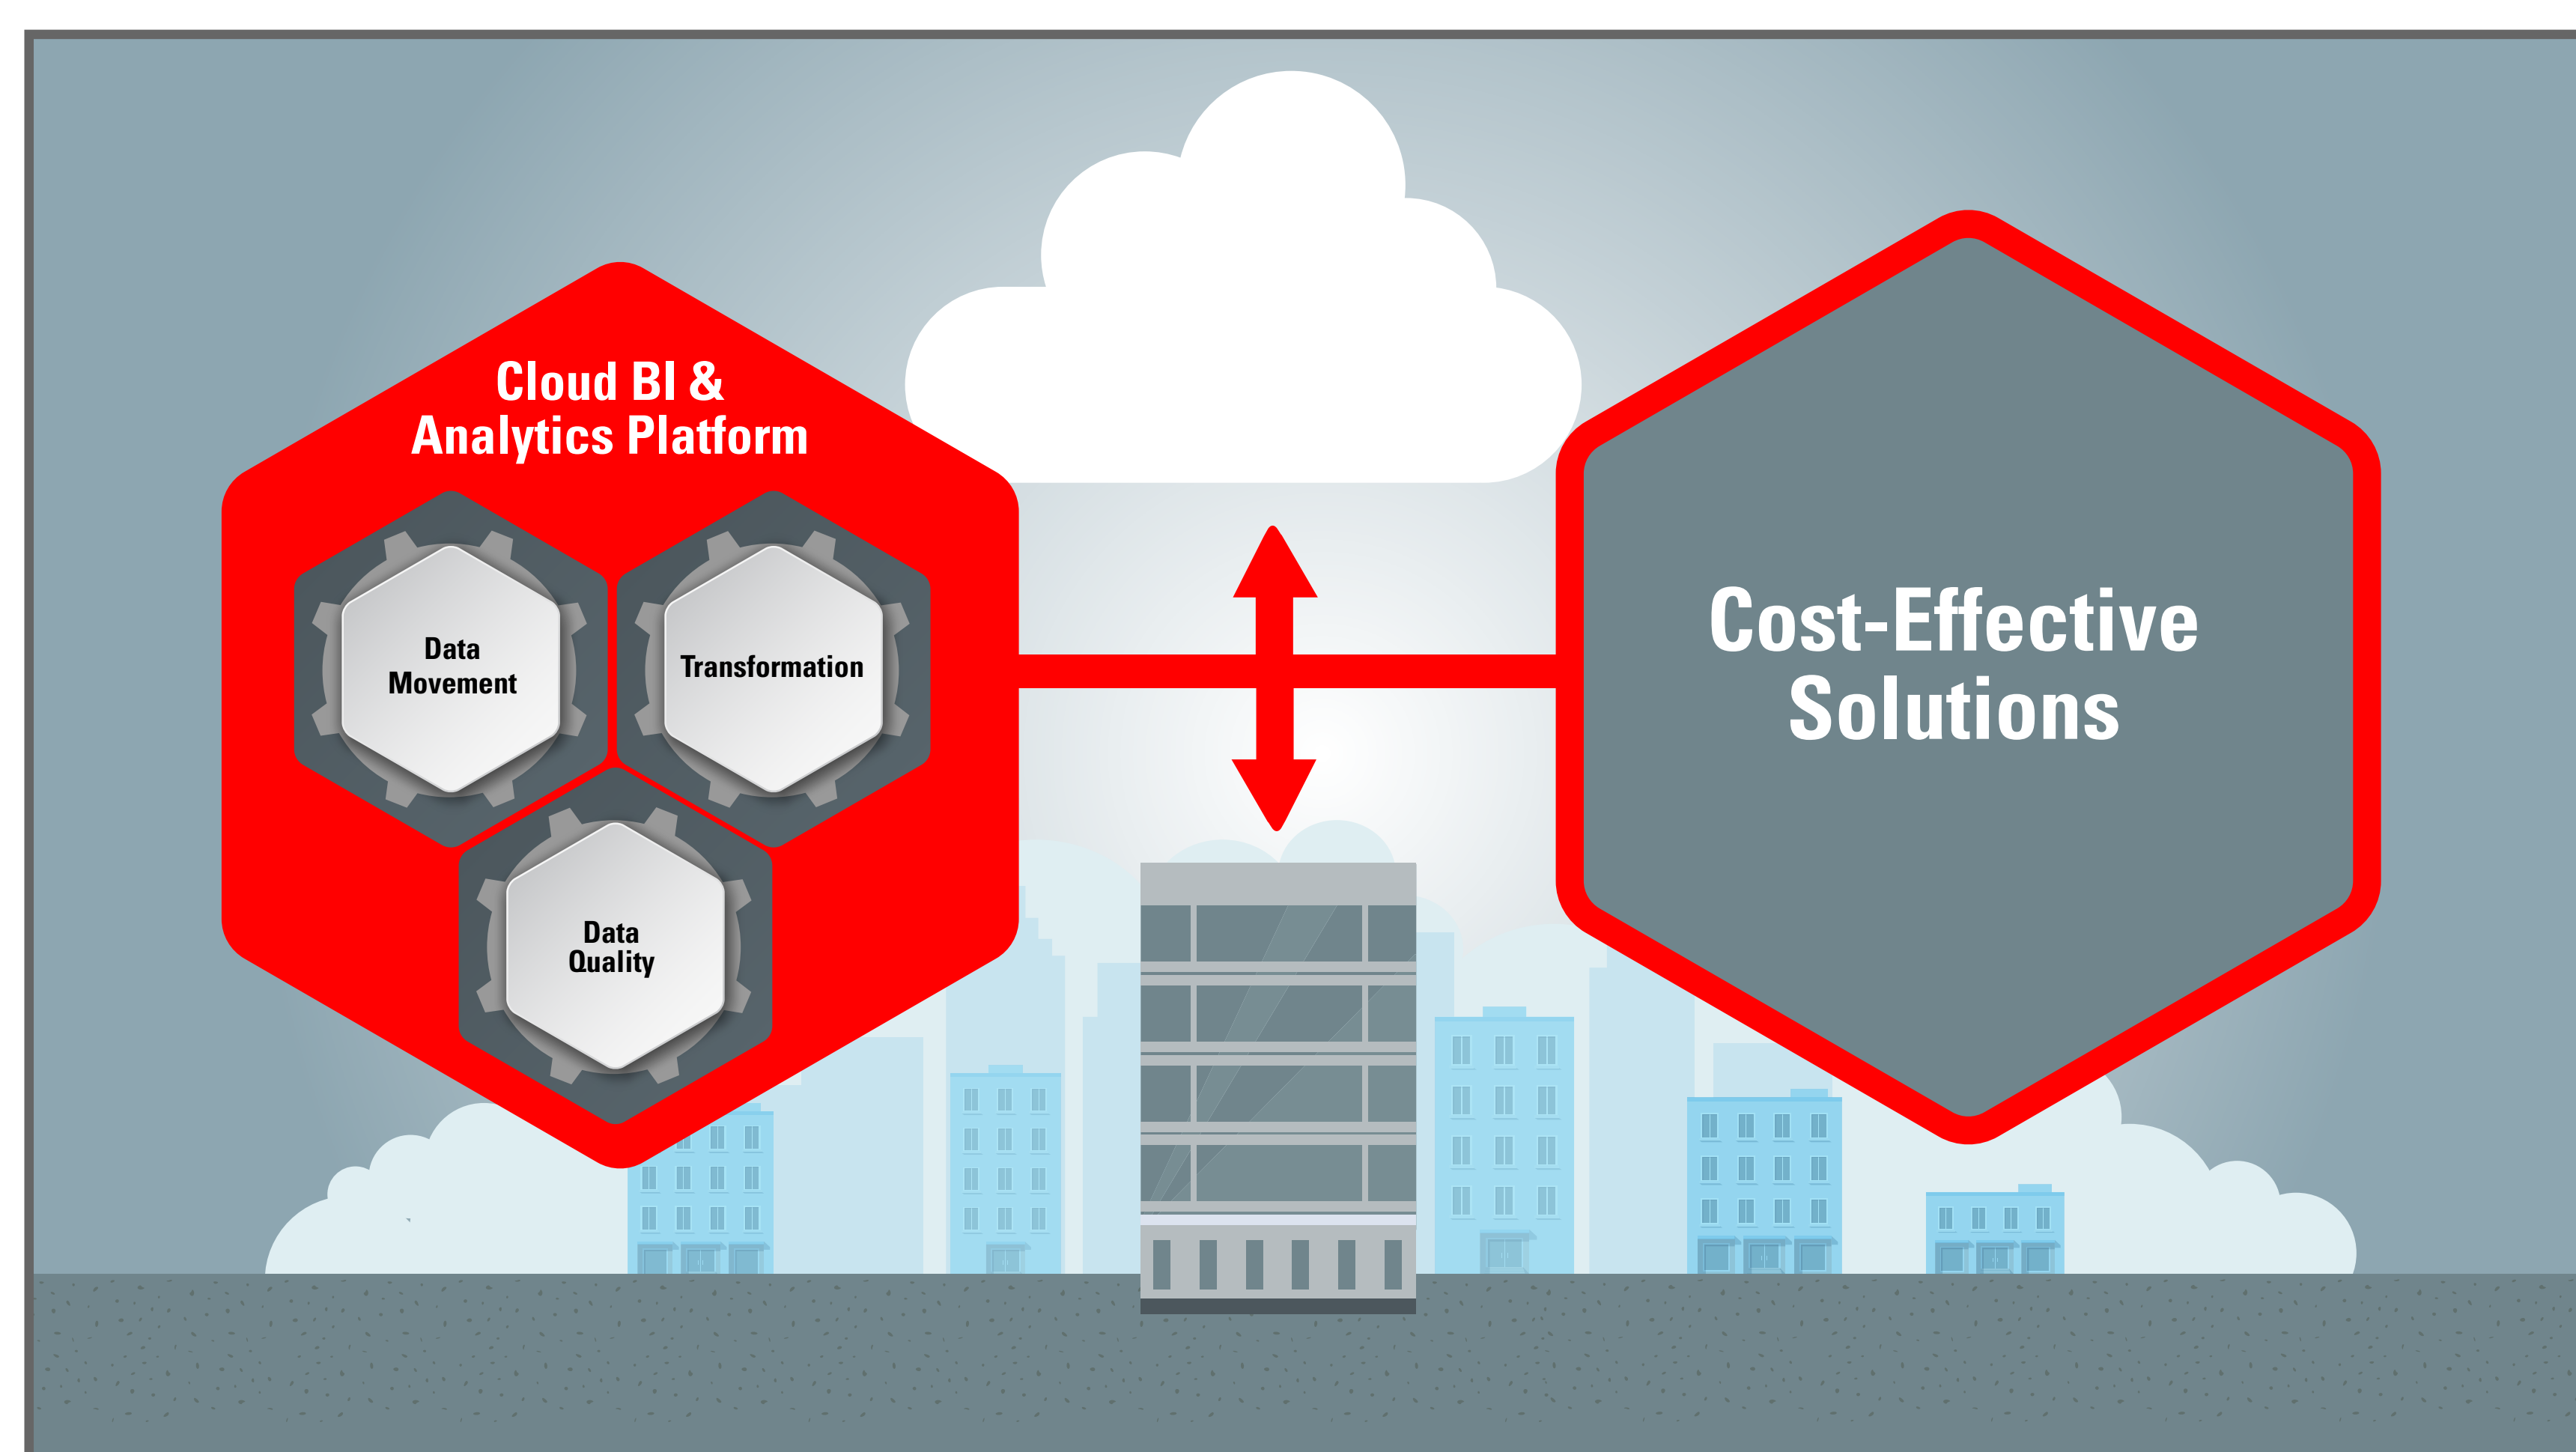 Cloud BI &
Analytics Platform
Data
Movement
Transformation
Data
Quality
Cost-Effective
Solutions